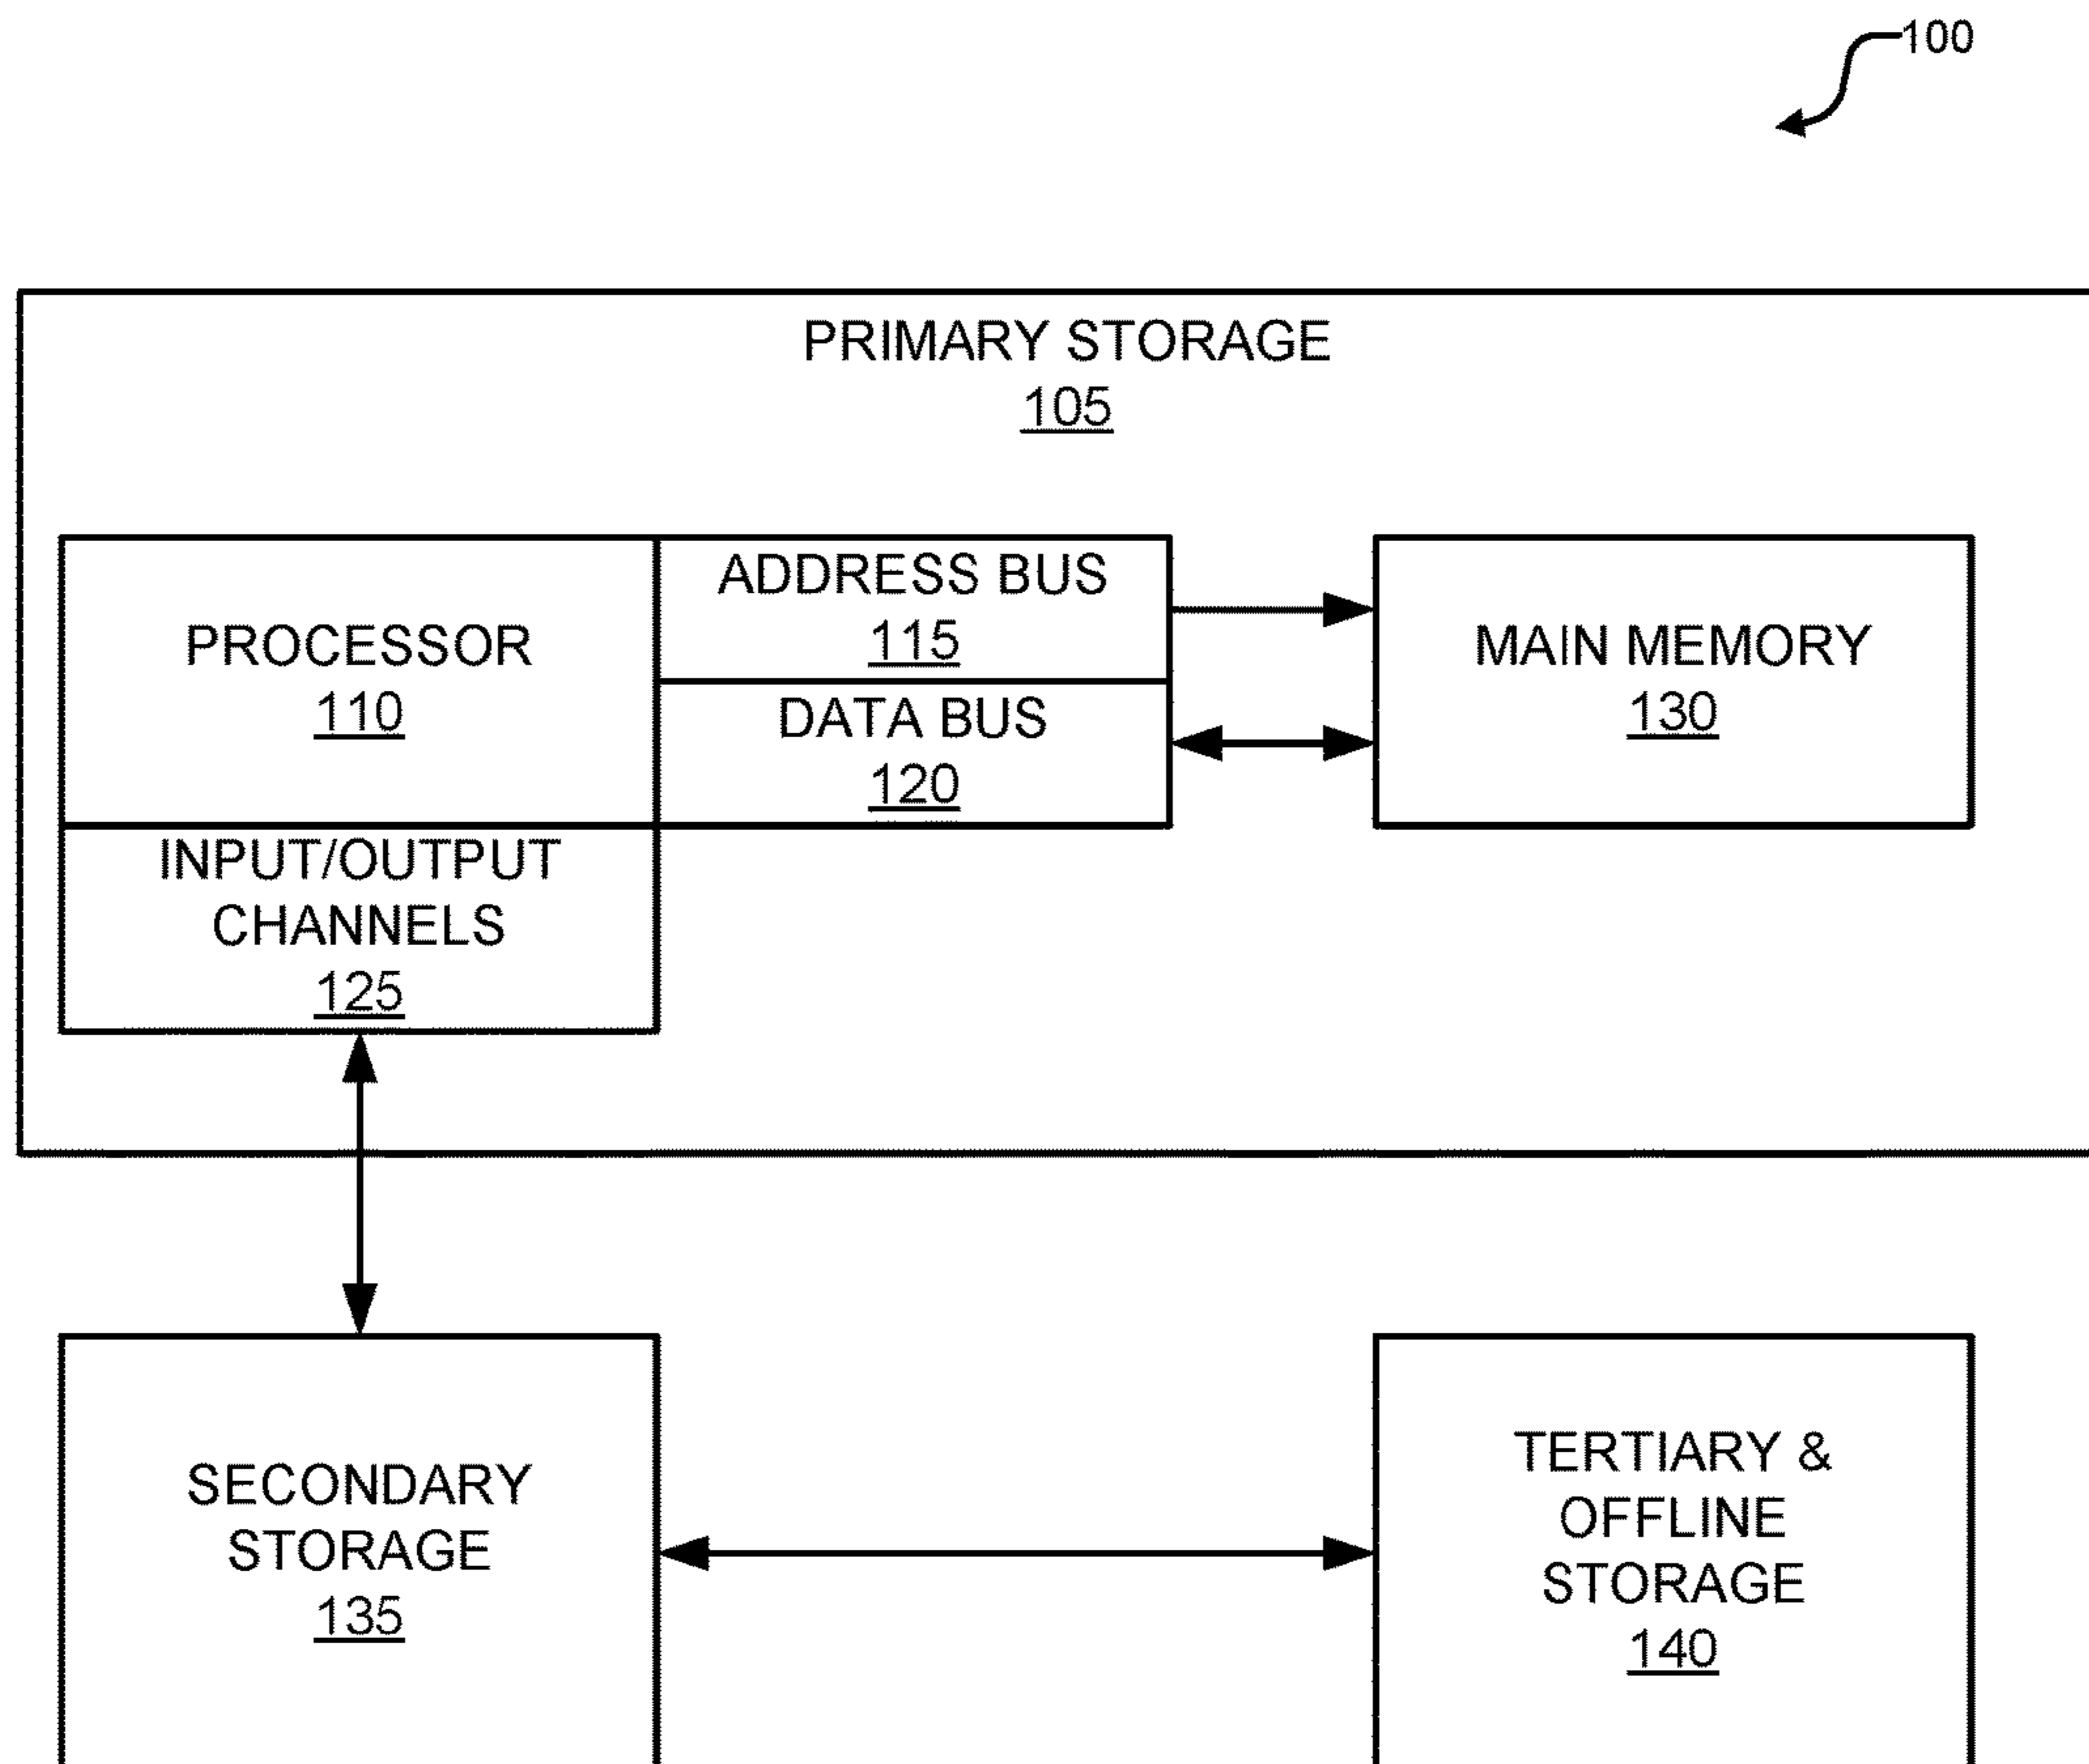 100
PRIMARY STORAGE
105
PROCESSOR
110
ADDRESS BUS
115
DATA BUS
120
MAIN MEMORY
130
INPUT/OUTPUT
CHANNELS
125
SECONDARY
STORAGE
135
TERTIARY &
OFFLINE
STORAGE
140